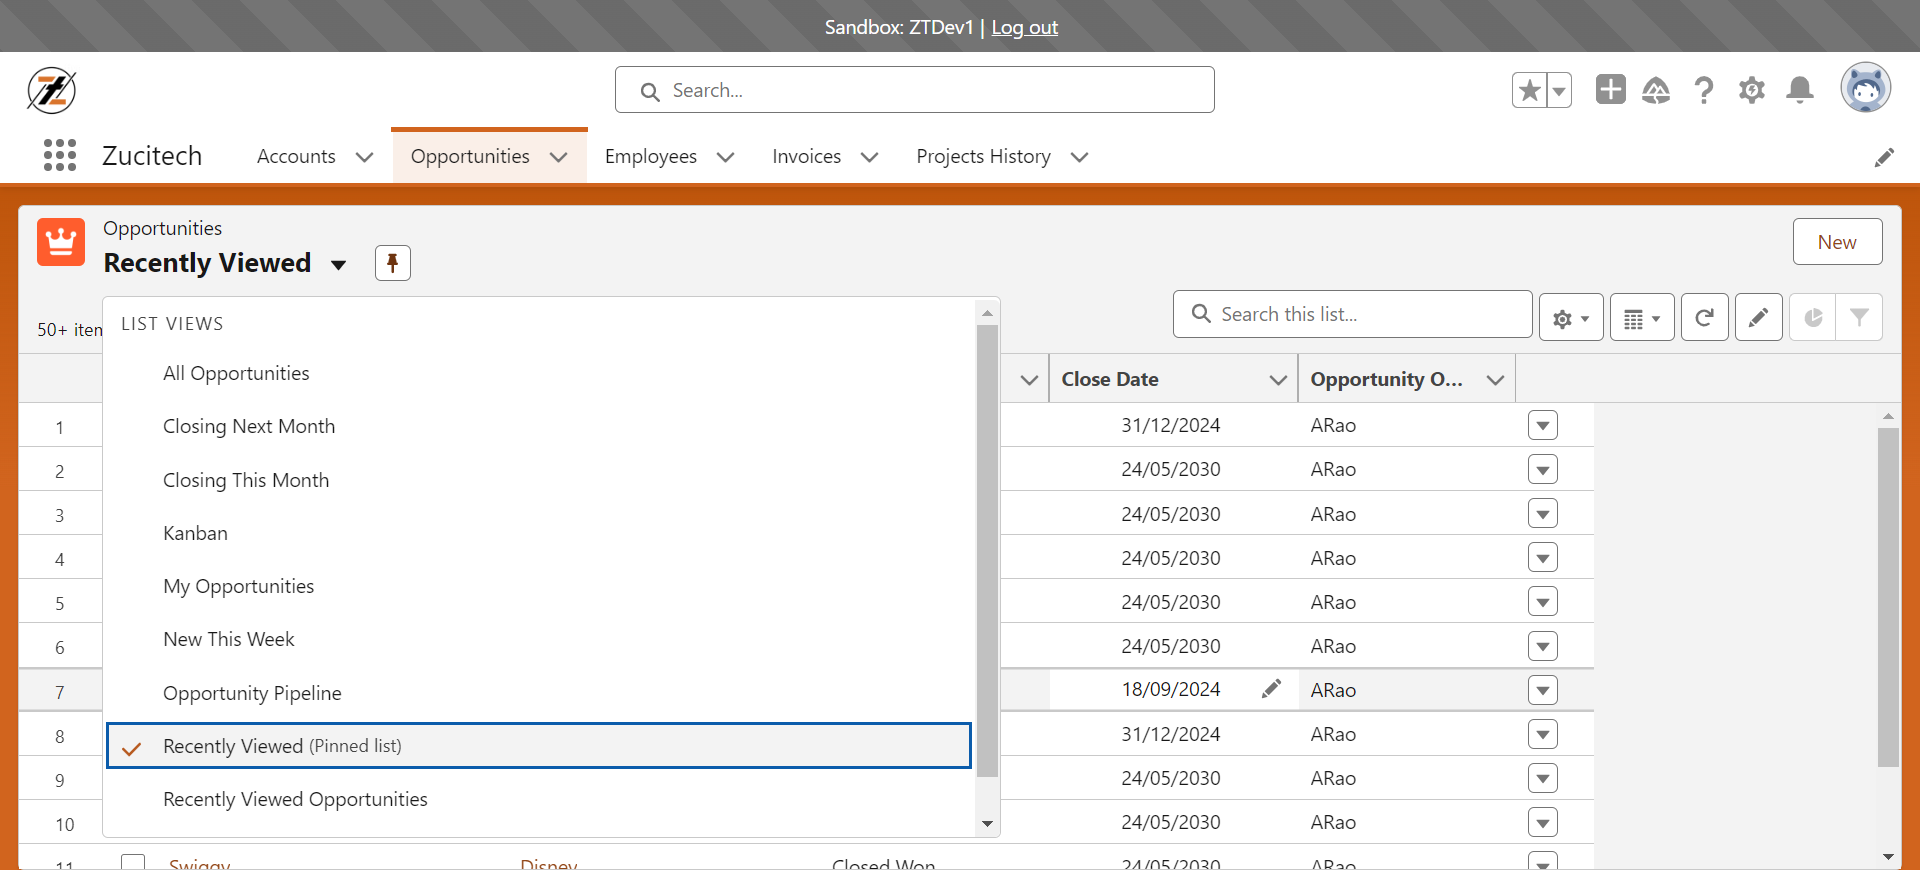 Sandbox: ZTDev1 | Log out
Search...
Zucitech Accounts Opportunities Employees Invoices Projects History
Opportunities
Recently Viewed
New
50+ item
Search this list...
LIST VIEWS
All Opportunities
Closing Next Month
Closing This Month
Kanban
My Opportunities
New This Week
Opportunity Pipeline
Recently Viewed (Pinned list)
Recently Viewed Opportunities
Close Date Opportunity O...
1 31/12/2024 ARao
2 24/05/2030 ARao
3 24/05/2030 ARao
4 24/05/2030 ARao
5 24/05/2030 ARao
6 24/05/2030 ARao
7 18/09/2024 ARao
8 31/12/2024 ARao
9 24/05/2030 ARao
10 24/05/2030 ARao
11 Swiggy Disney Closed Won 24/05/2030 ARao